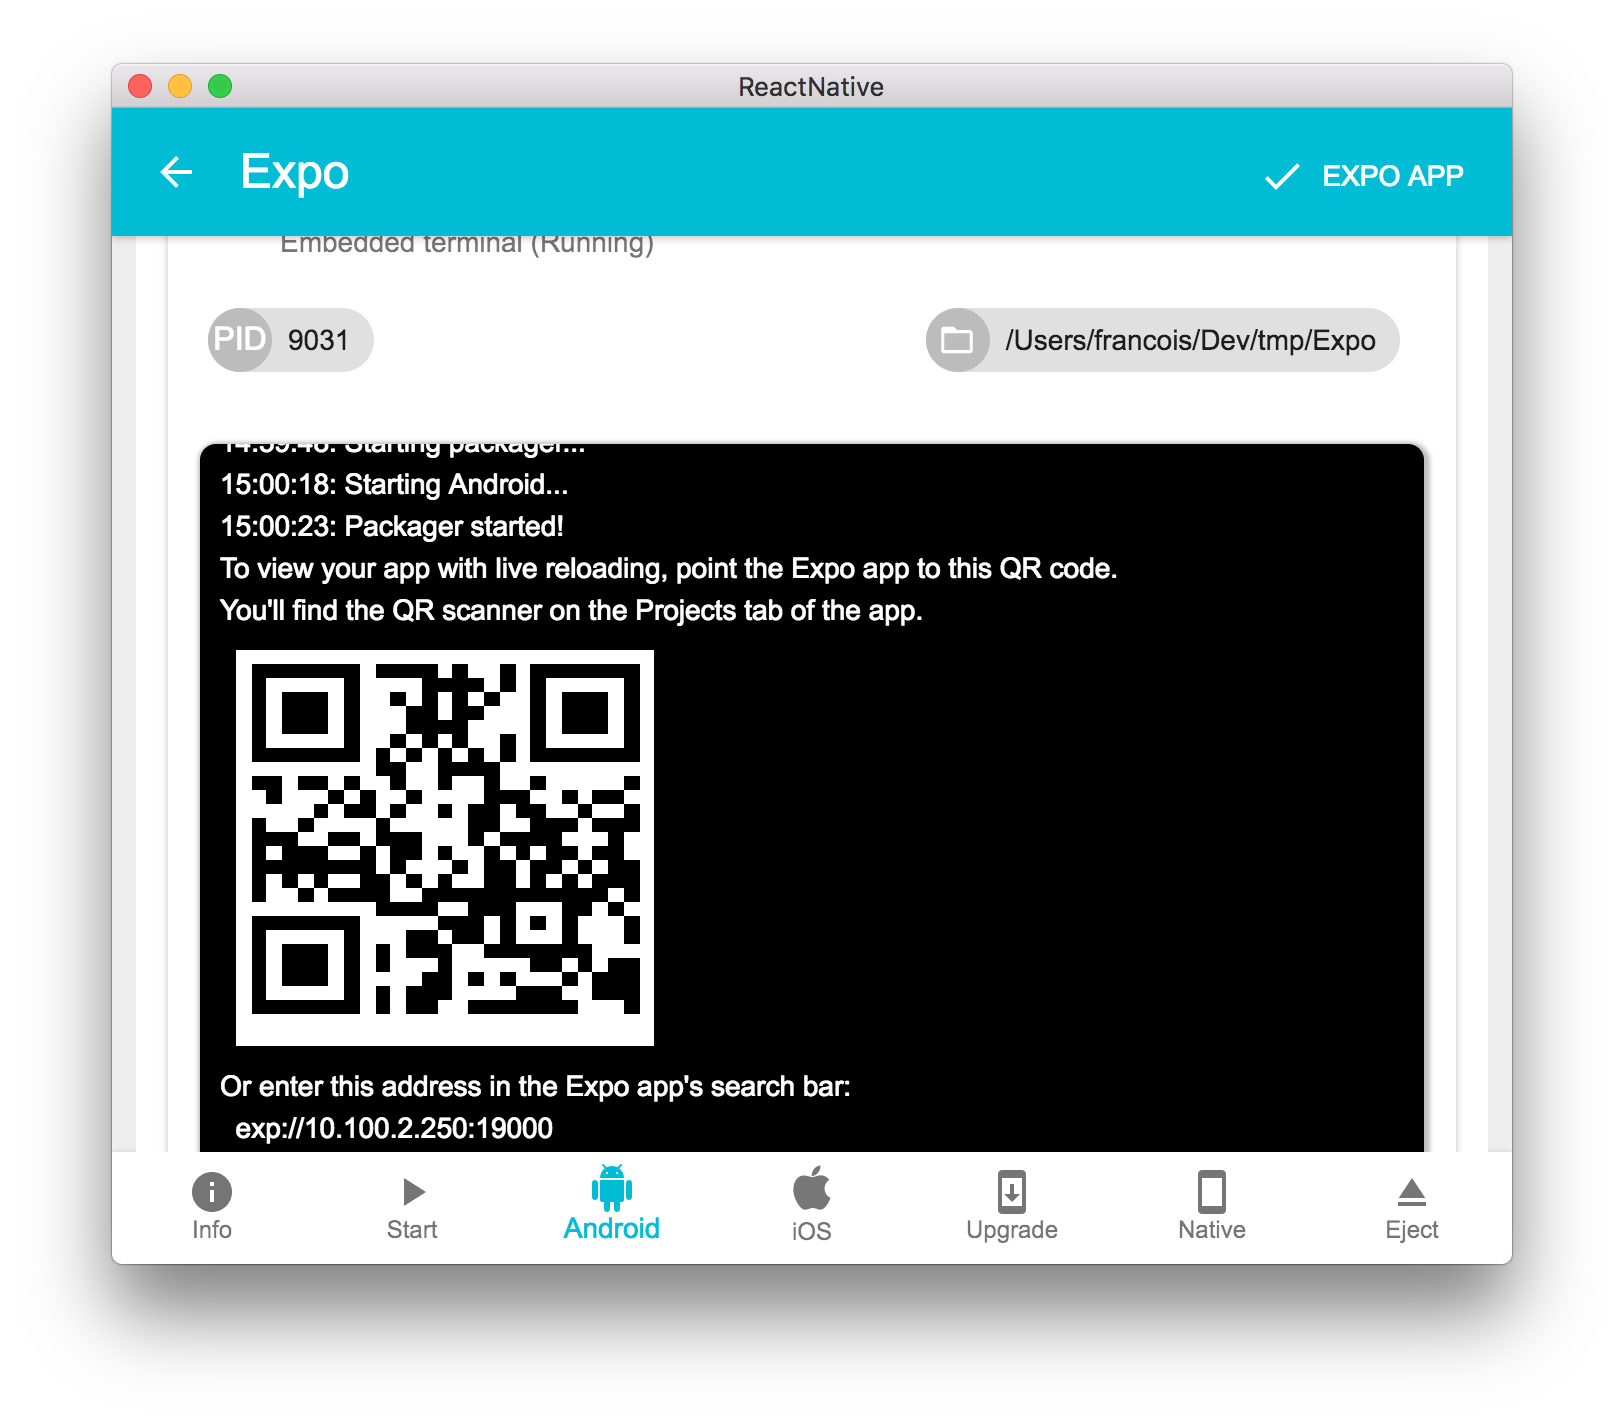 ReactNative
Expo
EXPO APP
Embedded terminal (Running)
PID 9031
/Users/francois/Dev/tmp/Expo
14:59:48: Starting packager...
15:00:18: Starting Android...
15:00:23: Packager started!
To view your app with live reloading, point the Expo app to this QR code.
You'll find the QR scanner on the Projects tab of the app.
Or enter this address in the Expo app's search bar:
exp://10.100.2.250:19000
Info
Start
Android
iOS
Upgrade
Native
Eject